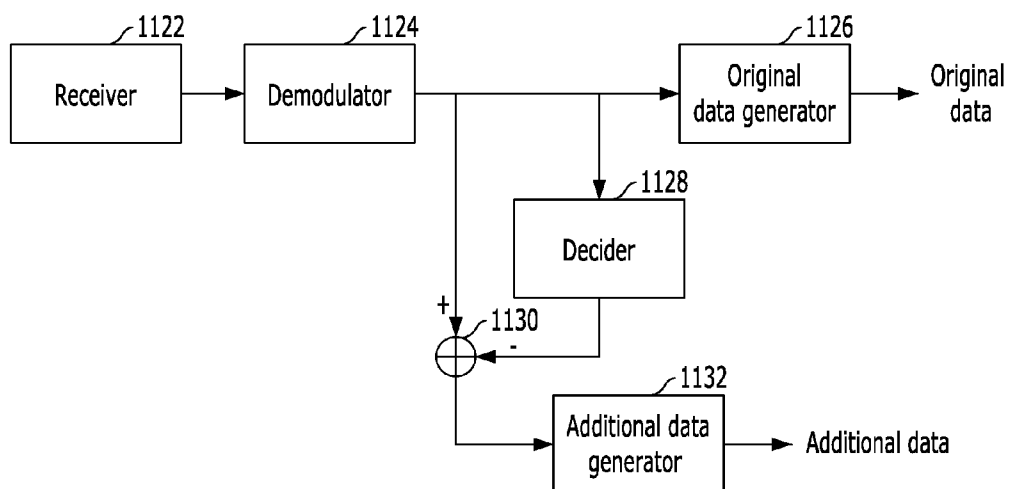 1122
1124
1126
Receiver
Demodulator
Original
data generator
Original
data
1128
Decider
+
1130
-
1132
Additional data
generator
Additional data